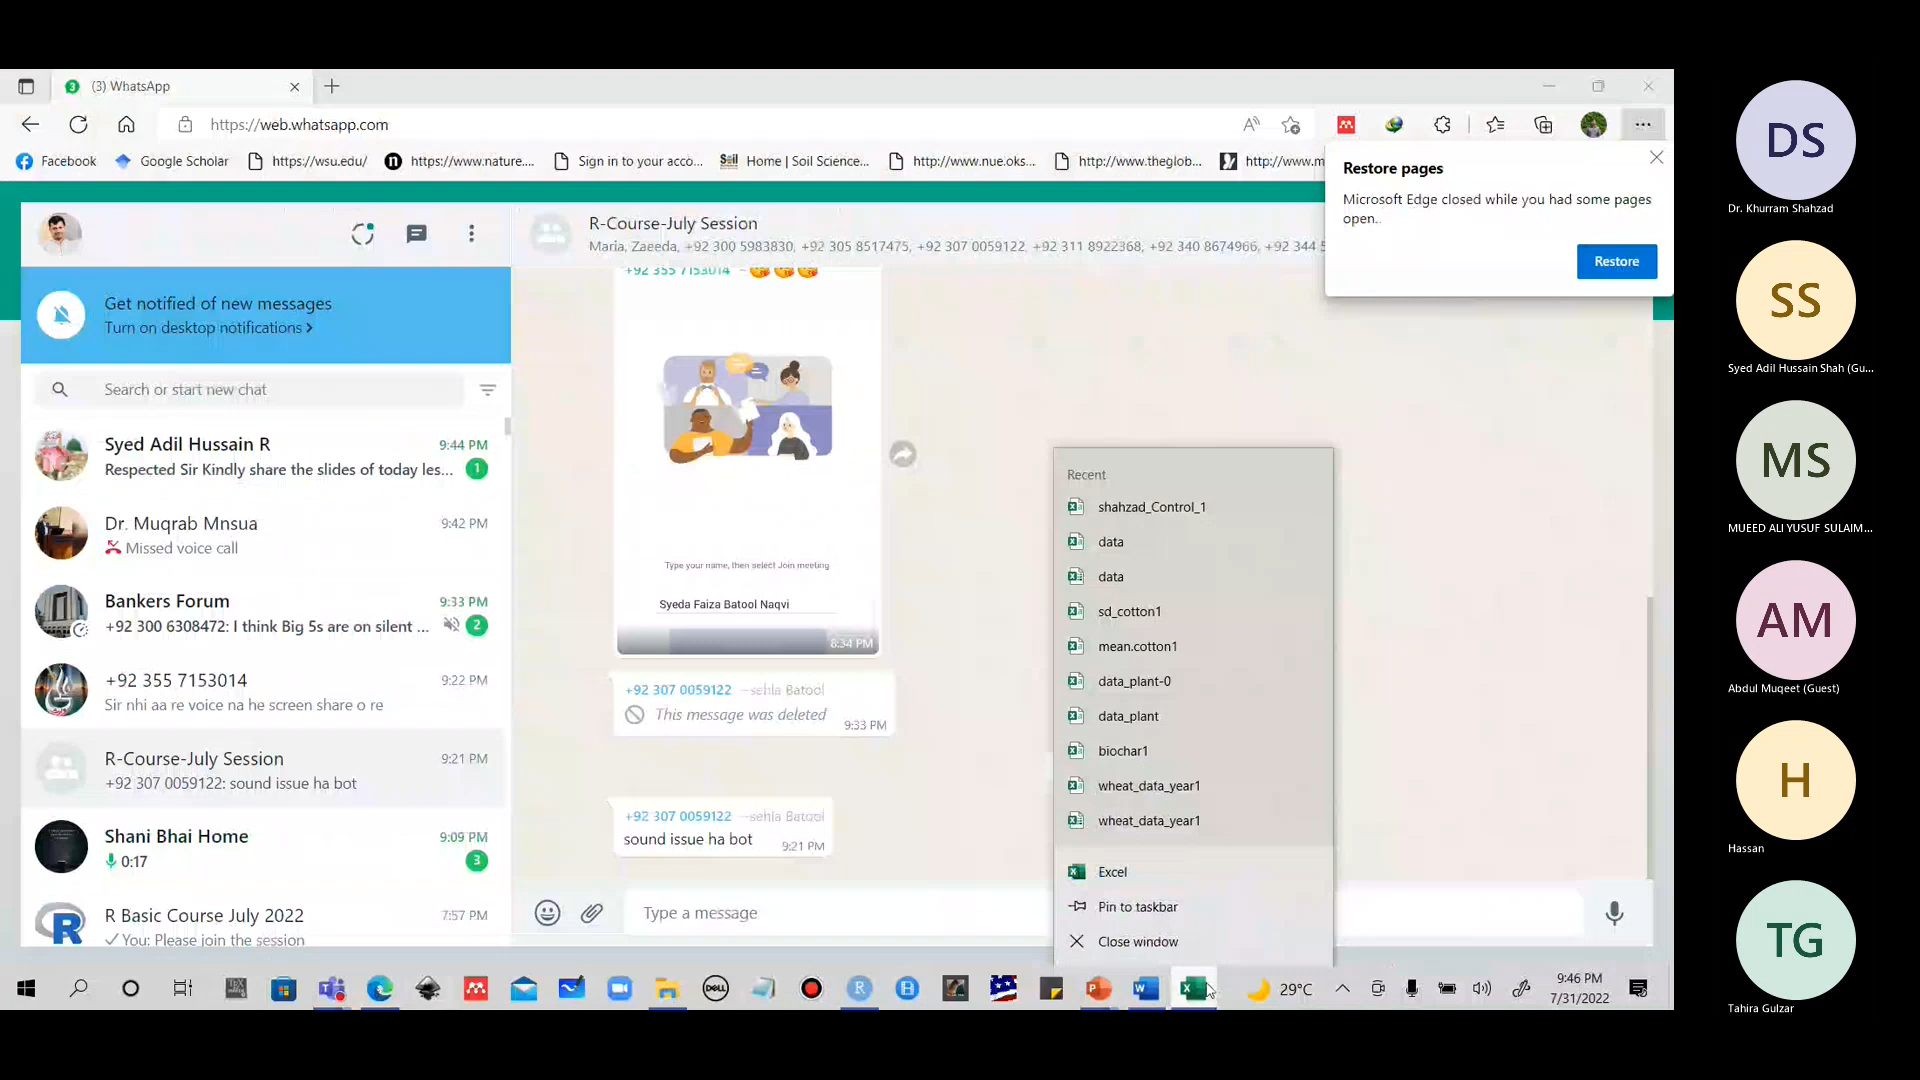 (3) WhatsApp
https://web.whatsapp.com
Facebook
Google Scholar
https://wsu.edu/
https://www.nature....
Sign in to your acco...
Soil
Home | Soil Science...
http://www.nue.oks...
http://www.theglob...
http://www.m
Restore pages
Microsoft Edge closed while you had some pages
open..
Restore
R-Course-July Session
Maria, Zaeeda, +92 300 5983830, +92 305 8517475, +92 307 0059122, +92 311 8922368, +92 340 8674966, +92 344 5
Get notified of new messages
Turn on desktop notifications >
Search or start new chat
Syed Adil Hussain R
9:44 PM
Respected Sir Kindly share the slides of today les...
1
Dr. Muqrab Mnsua
9:42 PM
Missed voice call
Bankers Forum
9:33 PM
+92 300 6308472: I think Big 5s are on silent ...
2
+92 355 7153014
9:22 PM
Sir nhi aa re voice na he screen share o re
R-Course-July Session
9:21 PM
+92 307 0059122: sound issue ha bot
Shani Bhai Home
9:09 PM
0:17
3
R Basic Course July 2022
7:57 PM
You: Please join the session
+92 355 7153014 ~
Type your name, then select Join meeting
Syeda Faiza Batool Naqvi
8:34 PM
+92 307 0059122 ~sehla Batool
This message was deleted
9:33 PM
+92 307 0059122 ~sehla Batool
sound issue ha bot
9:21 PM
Type a message
Recent
shahzad_Control_1
data
data
sd_cotton1
mean.cotton1
data_plant-0
data_plant
biochar1
wheat_data_year1
wheat_data_year1
Excel
Pin to taskbar
Close window
DELL
29°C
9:46 PM
7/31/2022
DS
Dr. Khurram Shahzad
SS
Syed Adil Hussain Shah (Gu...
MS
MUEED ALI YUSUF SULAIM...
AM
Abdul Muqeet (Guest)
H
Hassan
TG
Tahira Gulzar